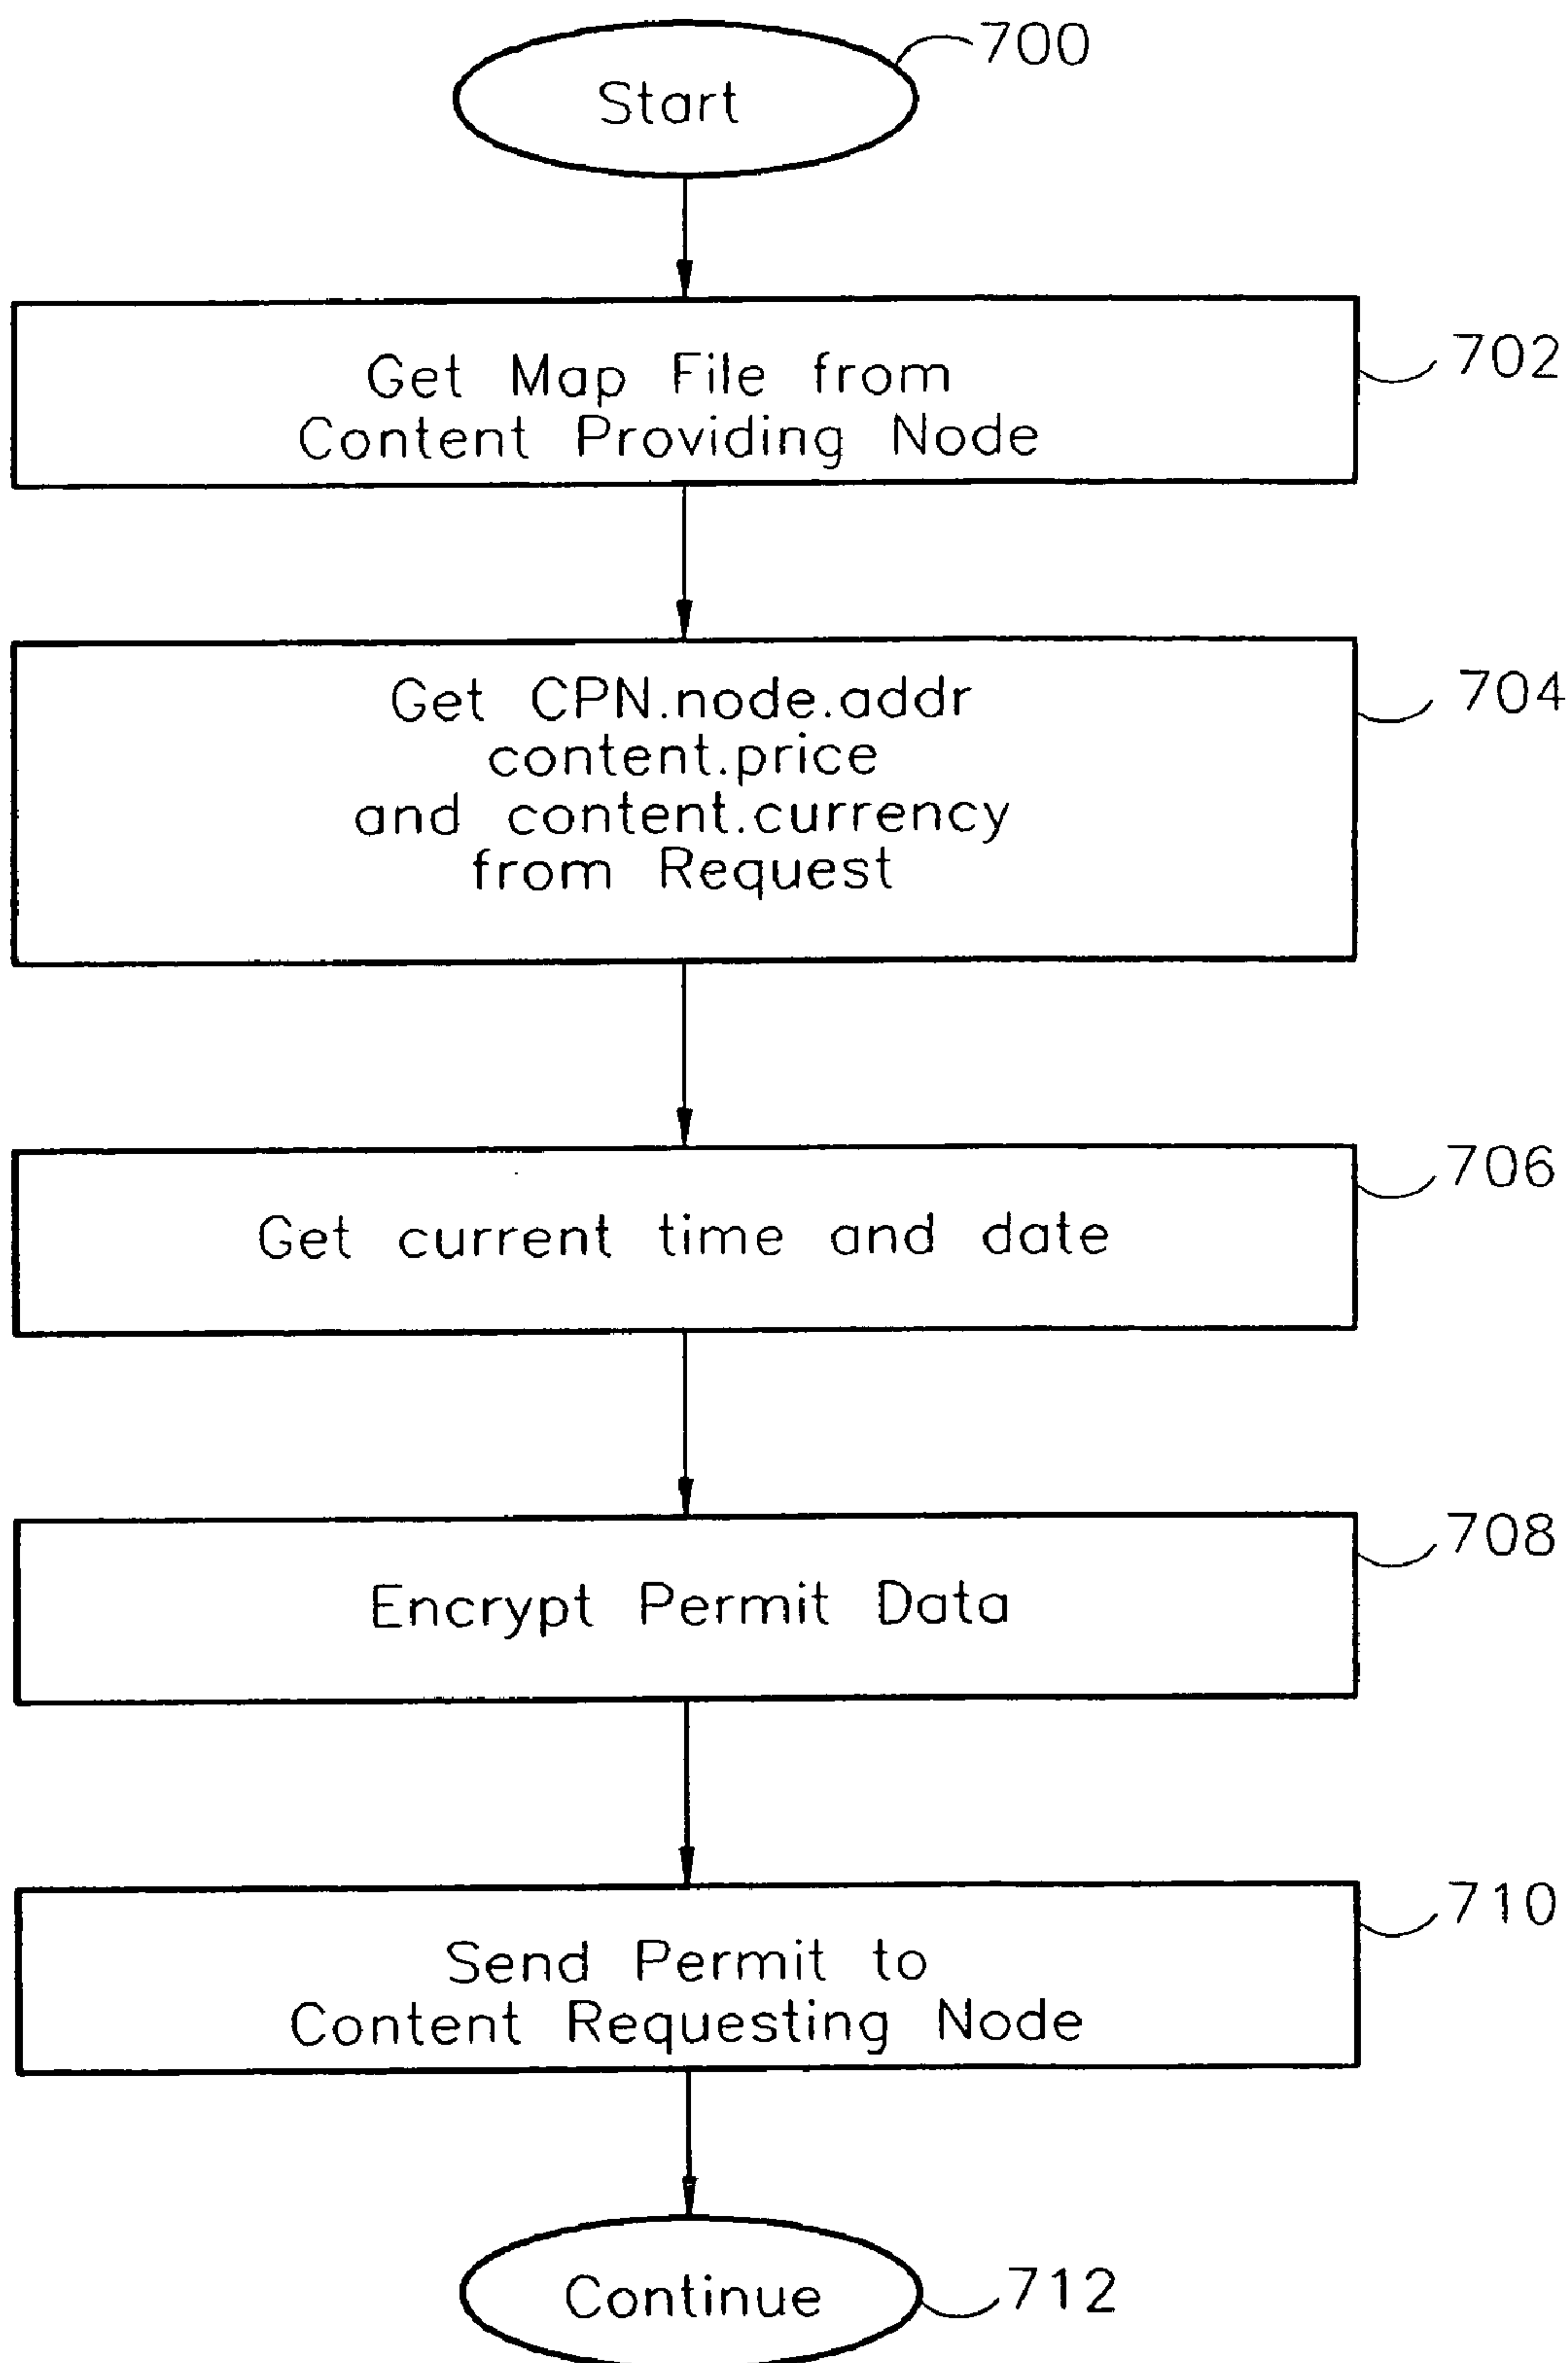 Start
700
Get Map File from
Content Providing Node
702
Get CPN.node.addr
content.price
and content.currency
from Request
704
Get current time and date
706
Encrypt Permit Data
708
Send Permit to
Content Requesting Node
710
Continue
712